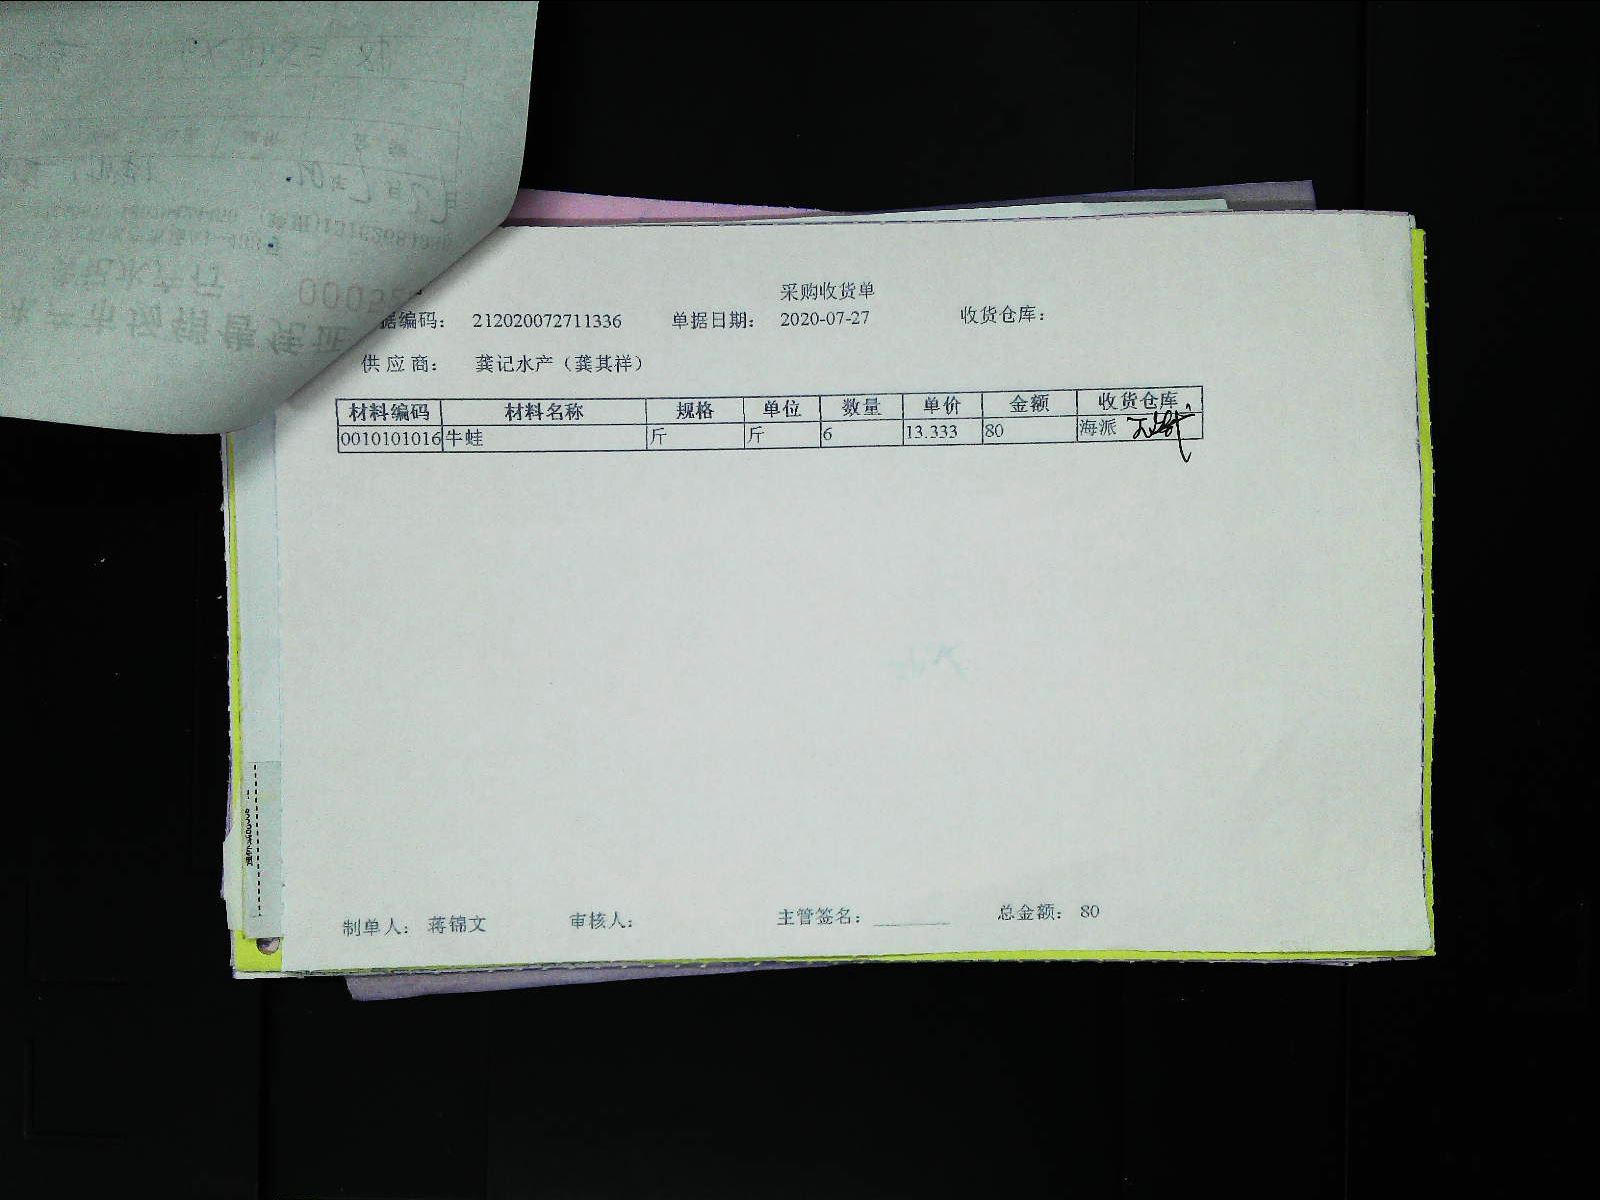 采购收货单
据编码： 212020072711336 单据日期： 2020-07-27 收货仓库：
供应商： 龚记水产（龚其祥）
材料编码 材料名称 规格 单位 数量 单价 金额 收货仓库
0010101016 牛蛙 斤 斤 6 13.333 80 海派
制单人： 蒋锦文 审核人： 主管签名： 总金额： 80